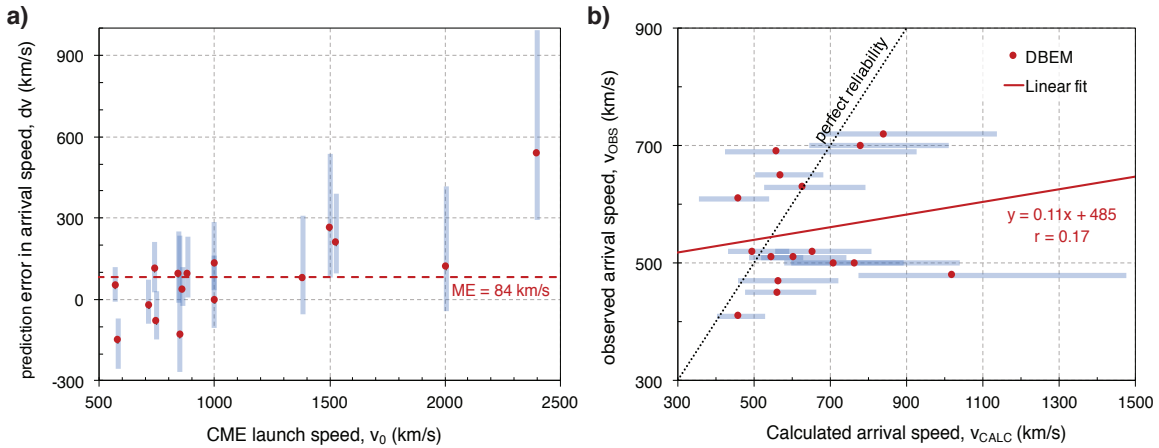 a)
prediction error in arrival speed, dv (km/s)
900
600
300
0
-300
ME = 84 km/s
500
1000
1500
2000
2500
CME launch speed, v0 (km/s)
b)
observed arrival speed, vOBS (km/s)
900
700
500
300
perfect reliability
DBEM
Linear fit
y = 0.11x + 485
r = 0.17
300
500
700
900
1100
1300
1500
Calculated arrival speed, vCALC (km/s)